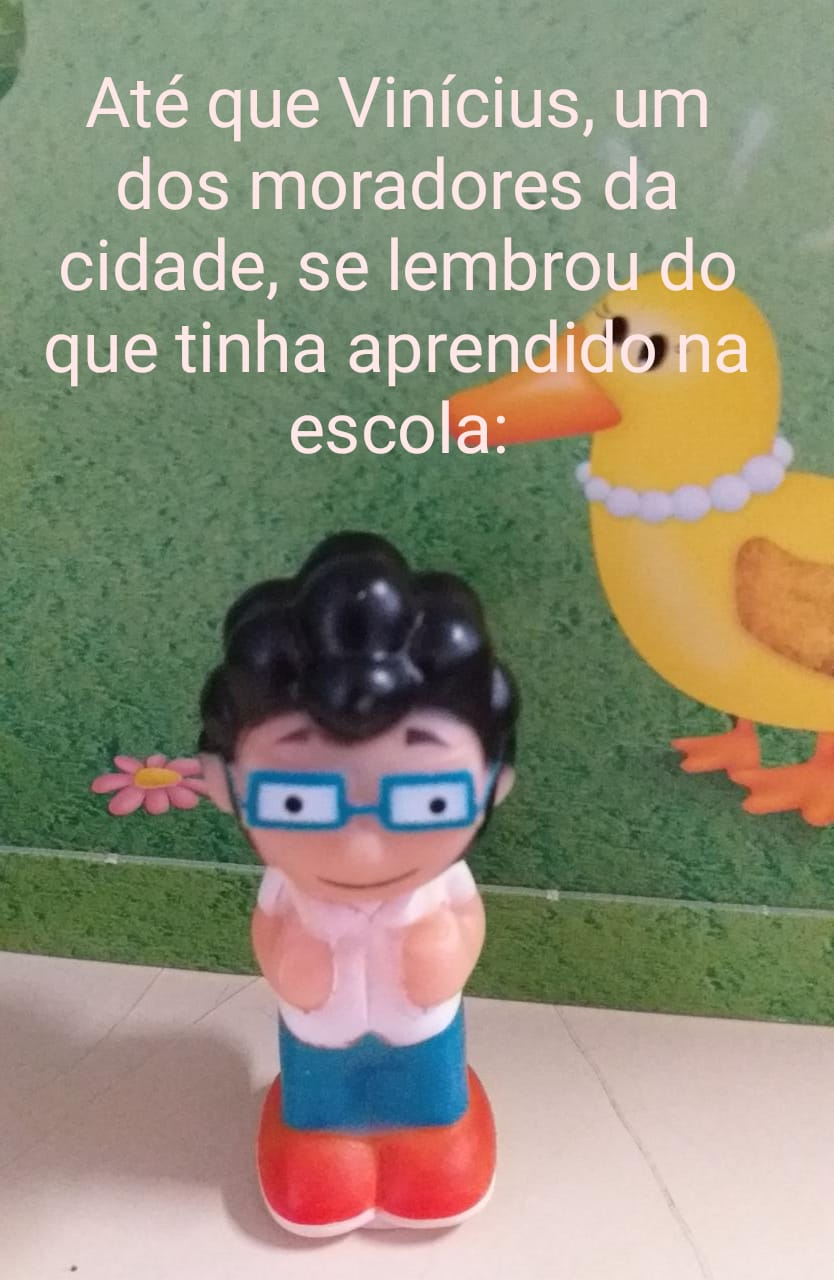 Até que Vinícius, um
dos moradores da
cidade, se lembrou do
que tinha aprendido na
escola: